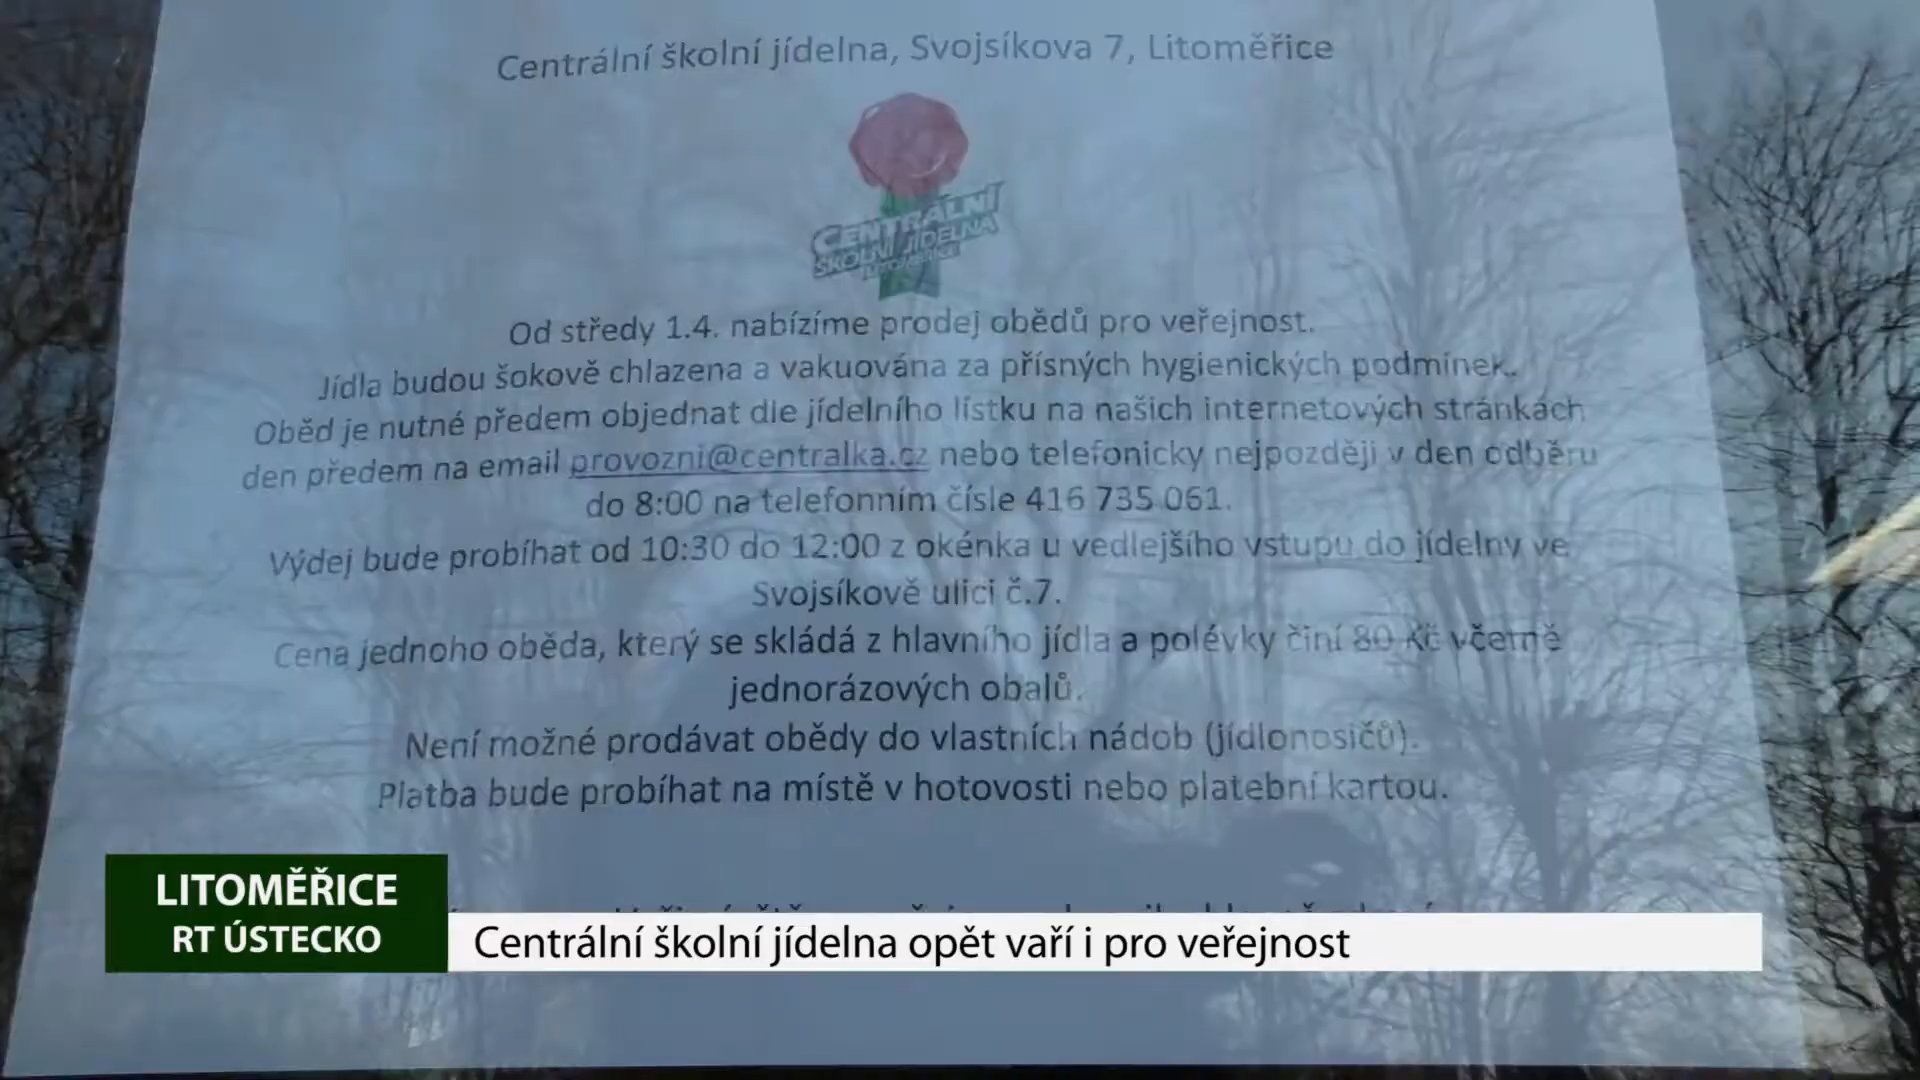 Centrální školní jídelna, Svojsíkova 7, Litoměřice
CENTRÁLNÍ
ŠKOLNÍ JÍDELNA
LITOMĚŘICE
Od středy 1.4. nabízíme prodej obědů pro veřejnost.
Jídla budou šokově chlazena a vakuována za přísných hygienických podmínek.
Oběd je nutné předem objednat dle jídelního lístku na našich internetových stránkách
den předem na email provozni@centralka.cz nebo telefonicky nejpozději v den odběru
do 8:00 na telefonním čísle 416 735 061.
Výdej bude probíhat od 10:30 do 12:00 z okénka u vedlejšího vstupu do jídelny ve
Svojsíkově ulici č.7.
Cena jednoho oběda, který se skládá z hlavního jídla a polévky činí 80 Kč včetně
jednorázových obalů.
Není možné prodávat obědy do vlastních nádob (jídlonosičů).
Platba bude probíhat na místě v hotovosti nebo platební kartou.
LITOMĚŘICE
RT ÚSTECKO
Centrální školní jídelna opět vaří i pro veřejnost